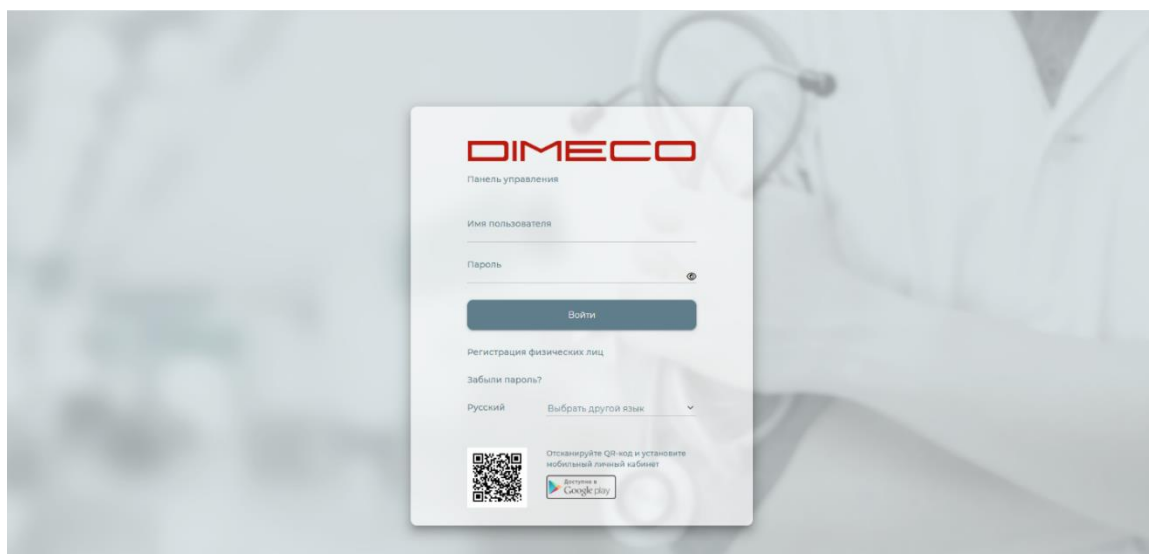 DIMECO
Панель управления
Имя пользователя
Пароль
Войти
Регистрация физических лиц
Забыли пароль?
Русский Выбрать другой язык
Отсканируйте QR-код и установите
мобильный личный кабинет
Доступно в
Google play